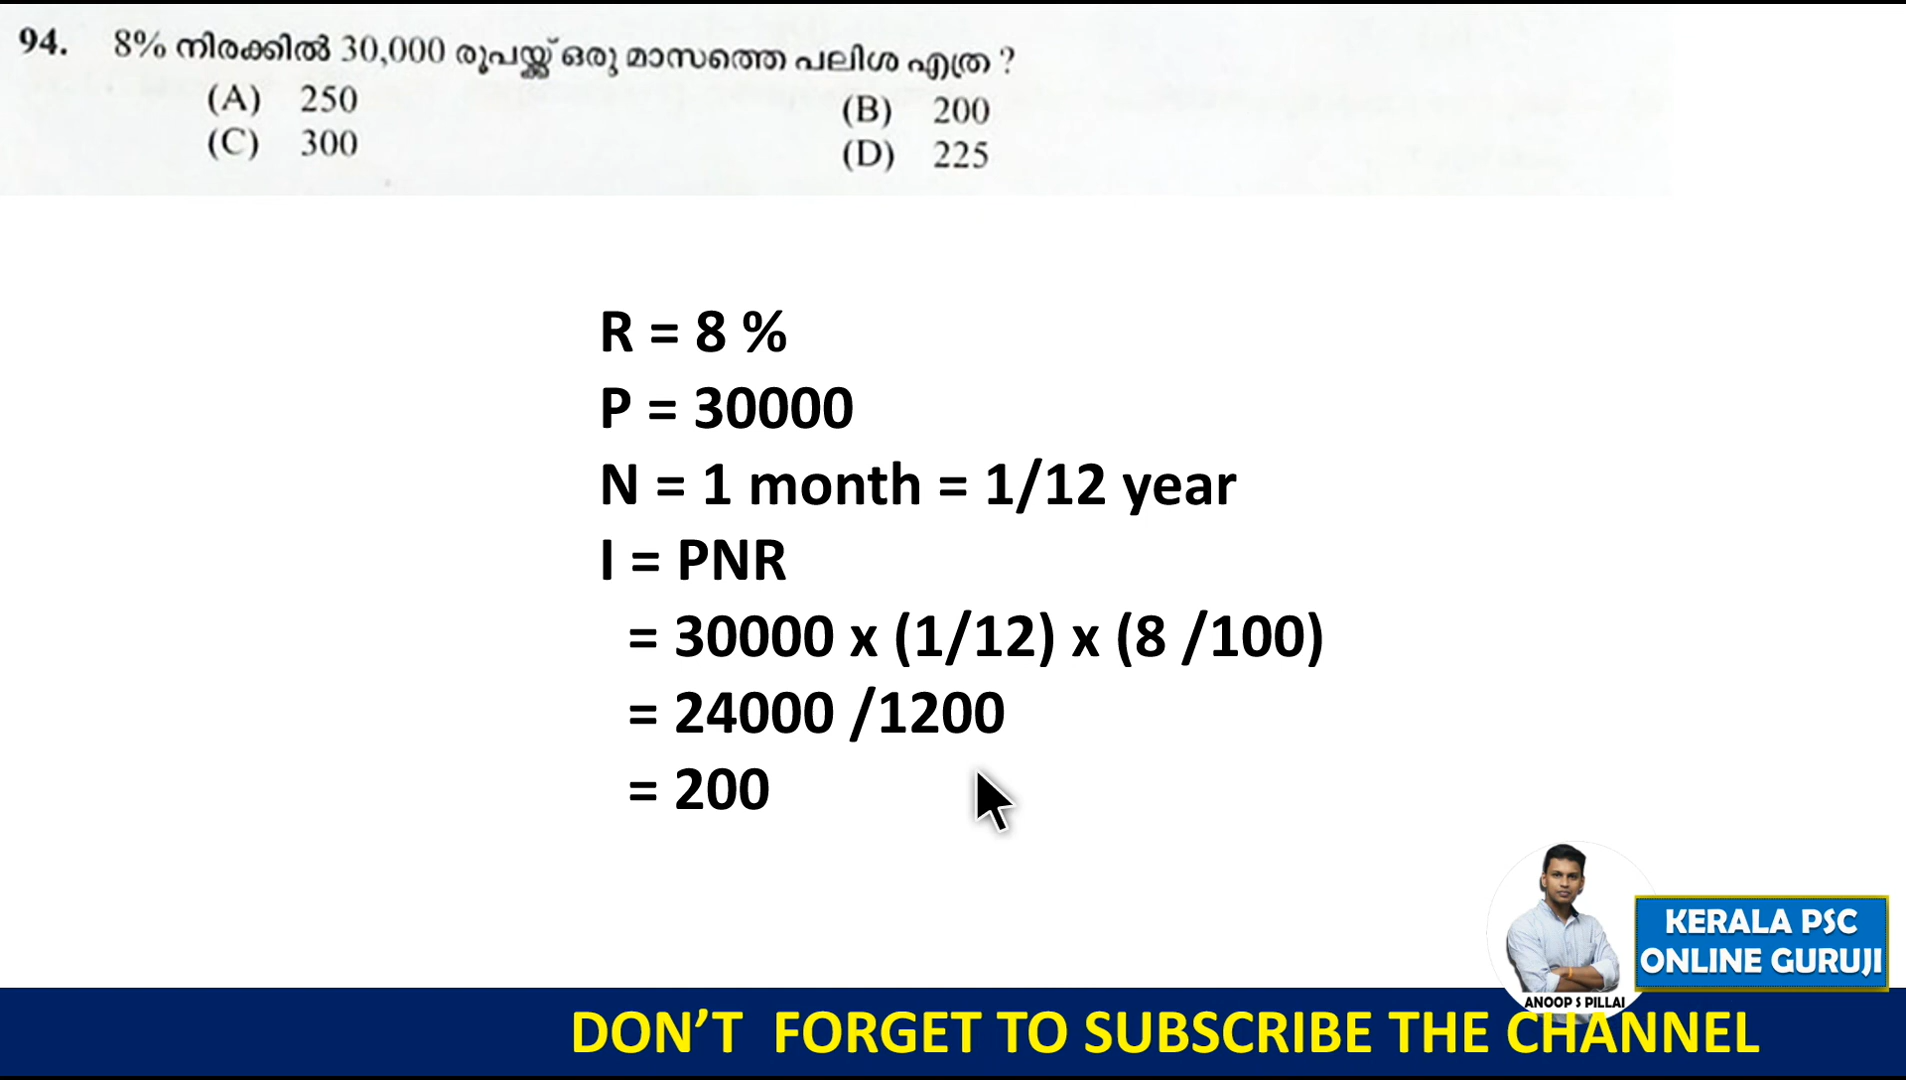 94. 8% നിരക്കിൽ 30,000 രൂപയ്ക്ക് ഒരു മാസത്തെ പലിശ എത്ര ?
(A) 250 (B) 200
(C) 300 (D) 225
R = 8 %
P = 30000
N = 1 month = 1/12 year
I = PNR
= 30000 x (1/12) x (8 /100)
= 24000 /1200
= 200
KERALA PSC
ONLINE GURUJI
ANOOP S PILLAI
DON’T FORGET TO SUBSCRIBE THE CHANNEL